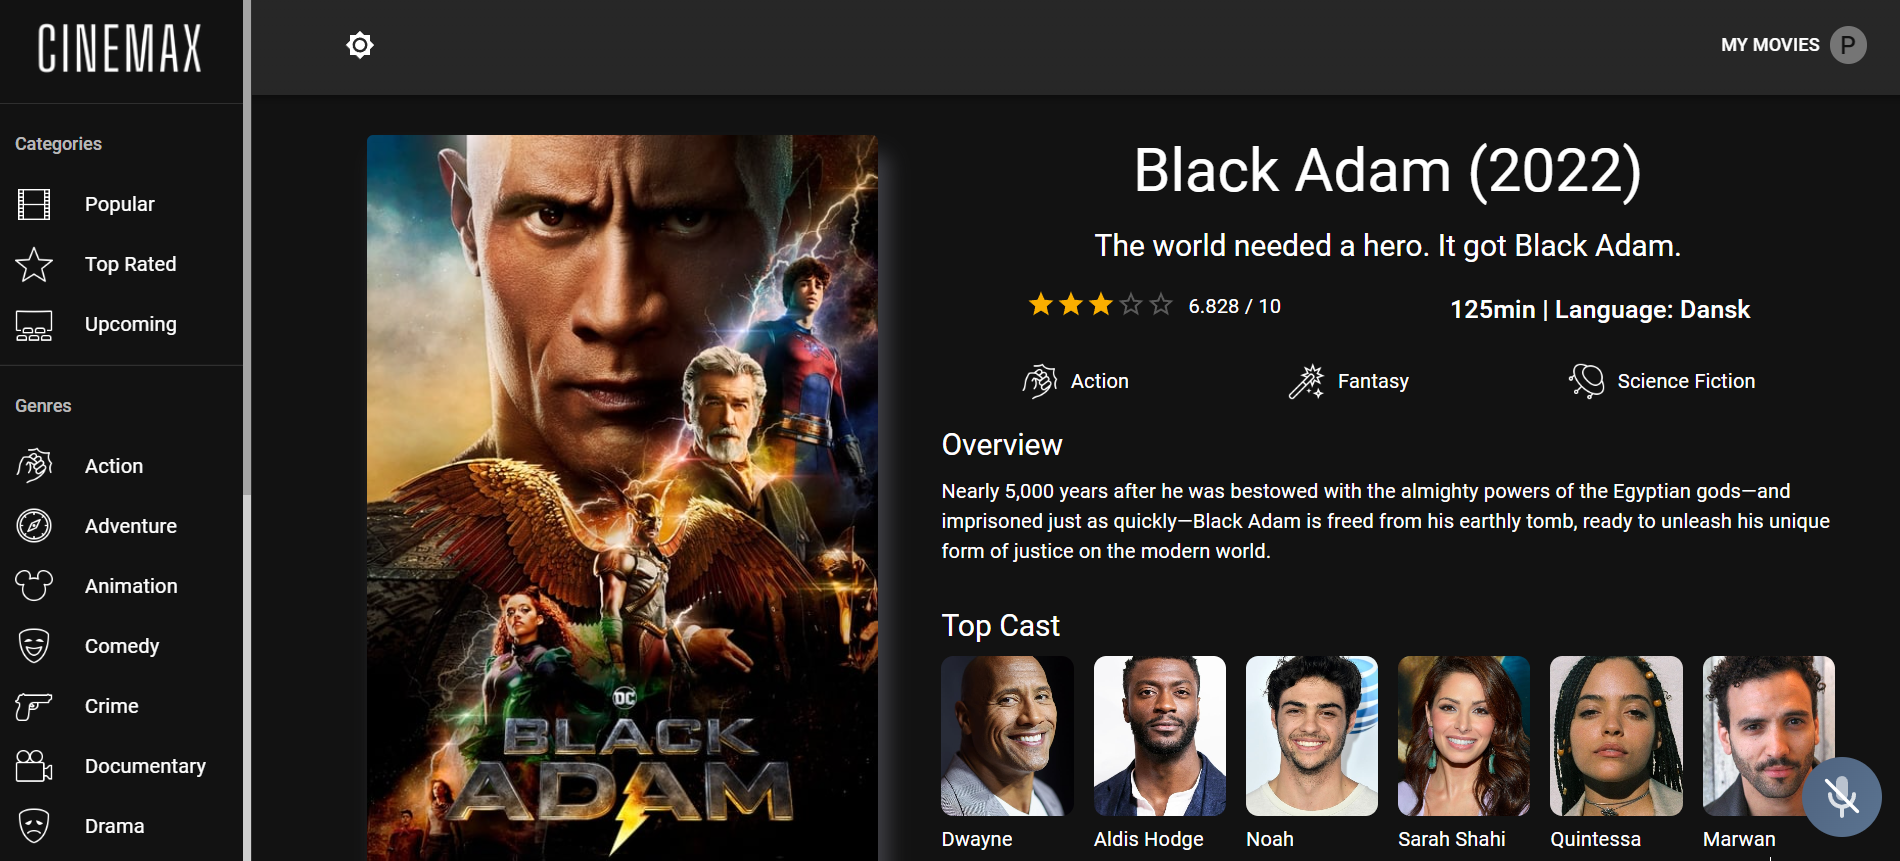 CINEMAX
MY MOVIES
P
Categories
Popular
Top Rated
Upcoming
Genres
Action
Adventure
Animation
Comedy
Crime
Documentary
Drama
DC
BLACK
ADAM
Black Adam (2022)
The world needed a hero. It got Black Adam.
6.828 / 10
125min | Language: Dansk
Action
Fantasy
Science Fiction
Overview
Nearly 5,000 years after he was bestowed with the almighty powers of the Egyptian gods—and
imprisoned just as quickly—Black Adam is freed from his earthly tomb, ready to unleash his unique
form of justice on the modern world.
Top Cast
Dwayne
Aldis Hodge
Noah
Sarah Shahi
Quintessa
Marwan